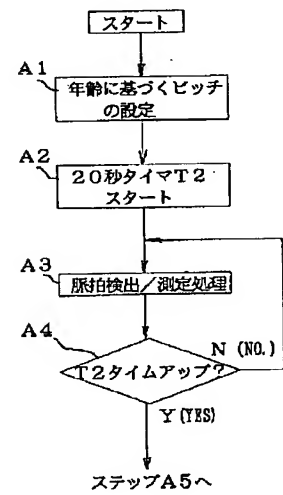 スタート
A1
年齢に基づくピッチ
の設定
A2
20秒タイマT2
スタート
A3
脈拍検出/測定処理
A4
T2タイムアップ?
N (NO.)
Y (YES)
ステップA5へ